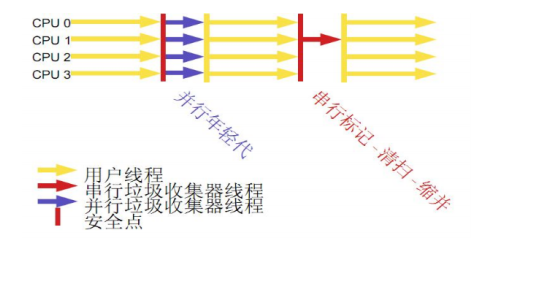 CPU 0
CPU 1
CPU 2
CPU 3
并行年轻代
串行标记-清扫-缩并
用户线程
串行垃圾收集器线程
并行垃圾收集器线程
安全点